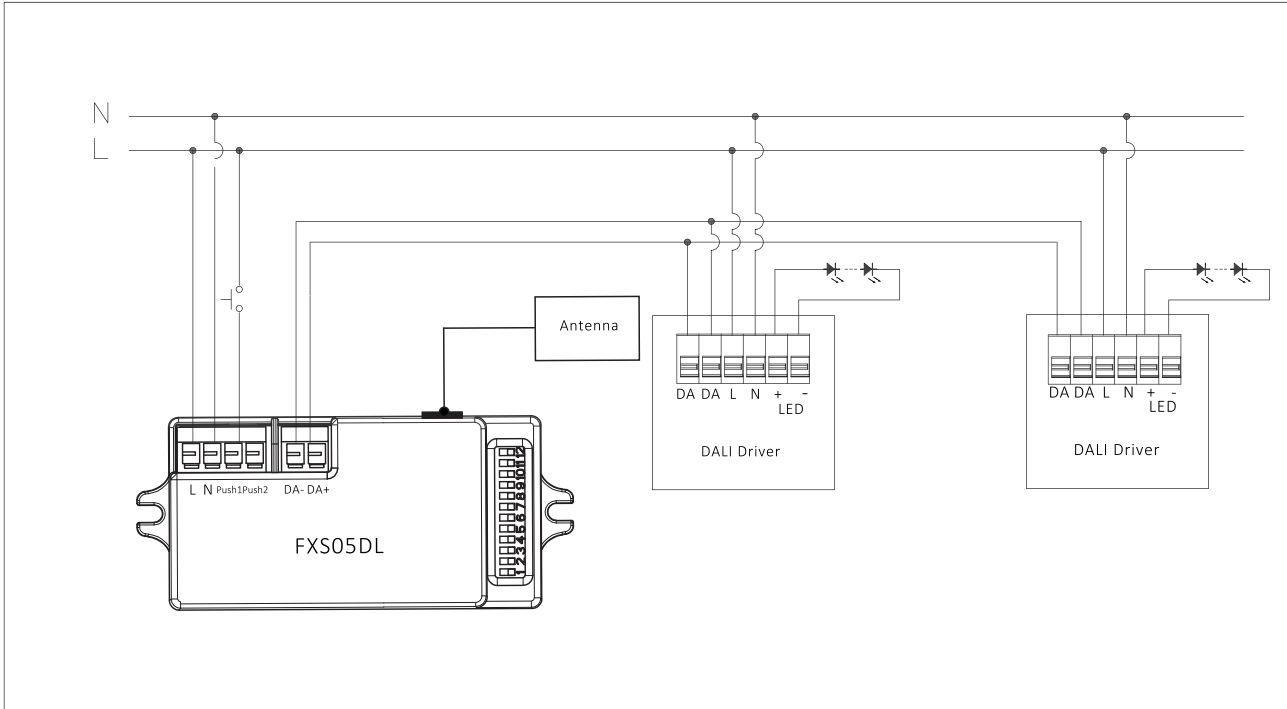 N
L
Antenna
DA DA L N + -
LED
DALI Driver
DA DA L N + -
LED
DALI Driver
L N Push1 Push2 DA- DA+
FXS05DL
1 2 3 4 5 6 7 8 9 10 11 12